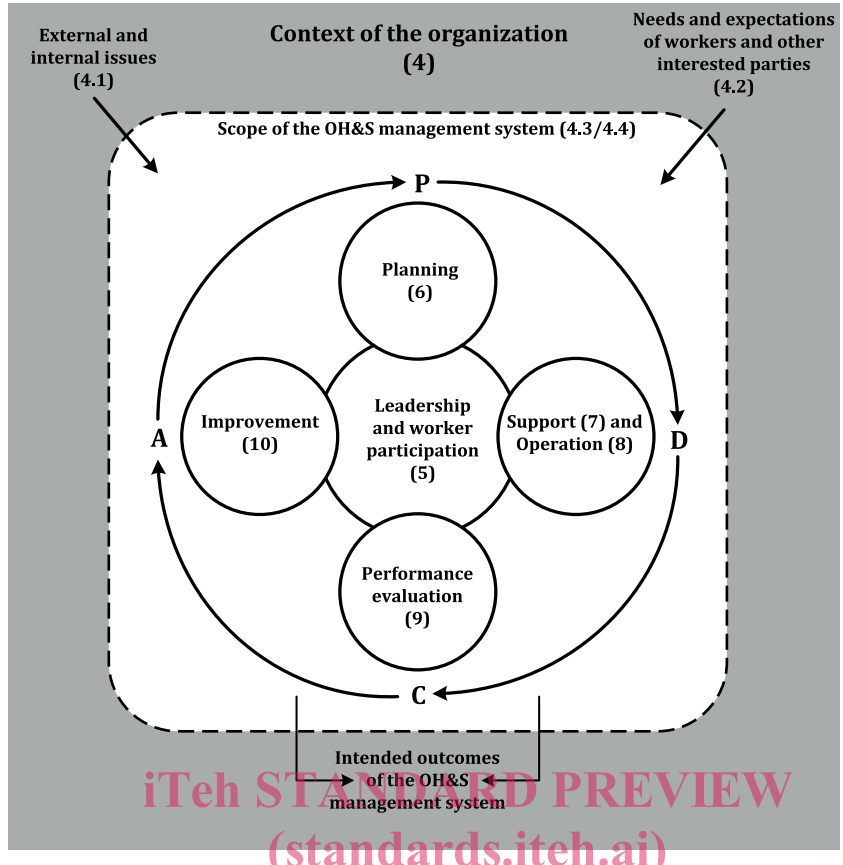 External and
internal issues
(4.1)
Context of the organization
(4)
Needs and expectations
of workers and other
interested parties
(4.2)
Scope of the OH&S management system (4.3/4.4)
P
Planning
(6)
A
Improvement
(10)
Leadership
and worker
participation
(5)
Support (7) and
Operation (8)
D
Performance
evaluation
(9)
C
Intended outcomes
of the OH&S
management system
iTeh STANDARD PREVIEW
(standards.iteh.ai)